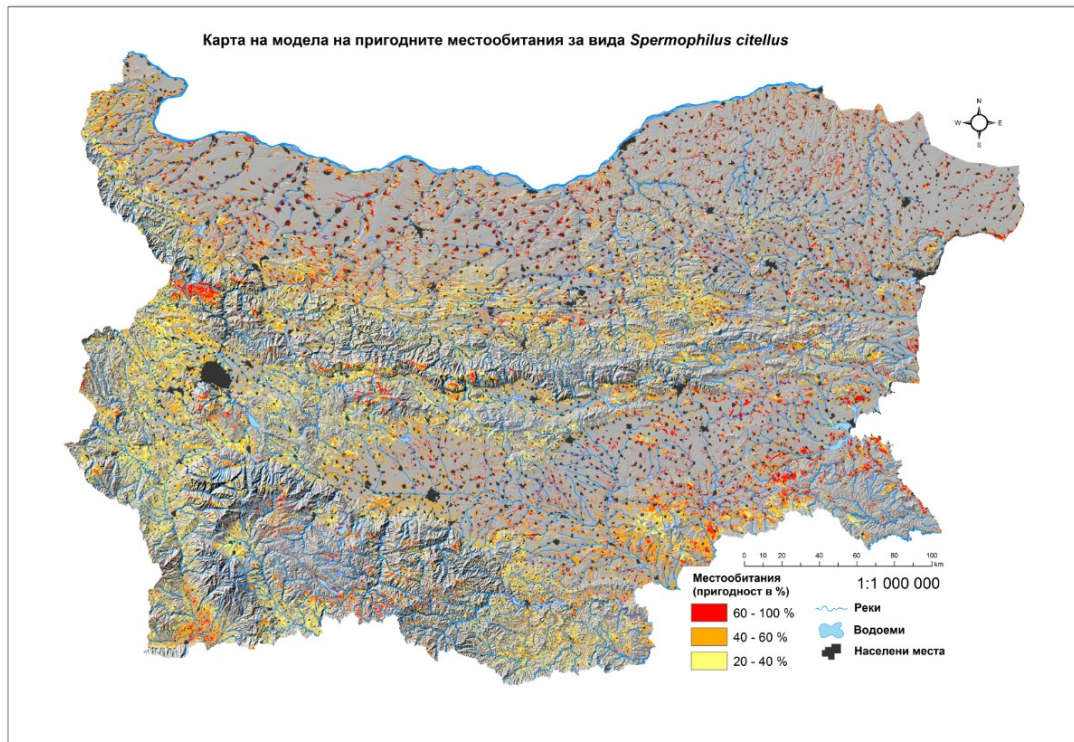 Карта на модела на пригодните местообитания за вида Spermophilus citellus
N
W E
S
0 10 20 40 60 80 100
km
1:1 000 000
Местообитания
(пригодност в %)
60 - 100 %
40 - 60 %
20 - 40 %
Реки
Водоеми
Населени места